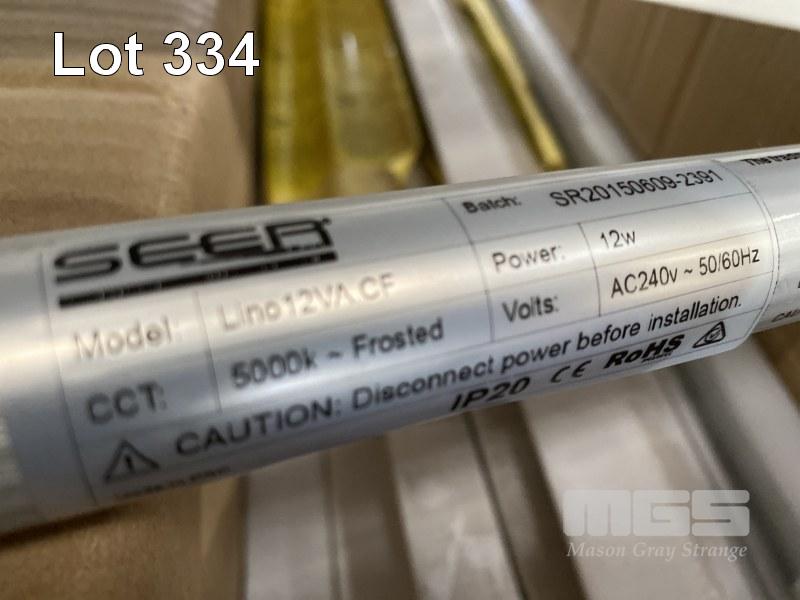 Lot 334
SEER
Batch: SR20150609-2391
Model: Lino12VA CF
Power: 12w
CCT: 5000k ~ Frosted
Volts: AC240v ~ 50/60Hz
CAUTION: Disconnect power before installation.
IP20 CE RoHS
MGS
Mason Gray Strange